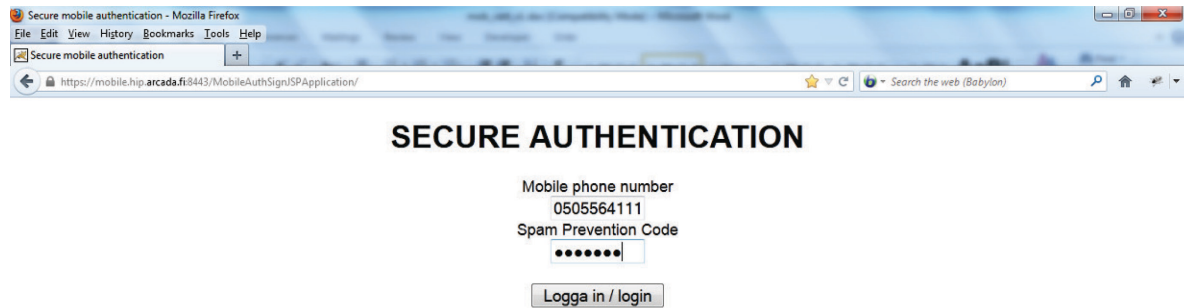 Secure mobile authentication - Mozilla Firefox
File Edit View History Bookmarks Tools Help
Secure mobile authentication +
https://mobile.hip.arcada.fi:8443/MobileAuthSignJSPApplication/ Search the web (Babylon)
SECURE AUTHENTICATION
Mobile phone number
0505564111
Spam Prevention Code
•••••••
Logga in / login